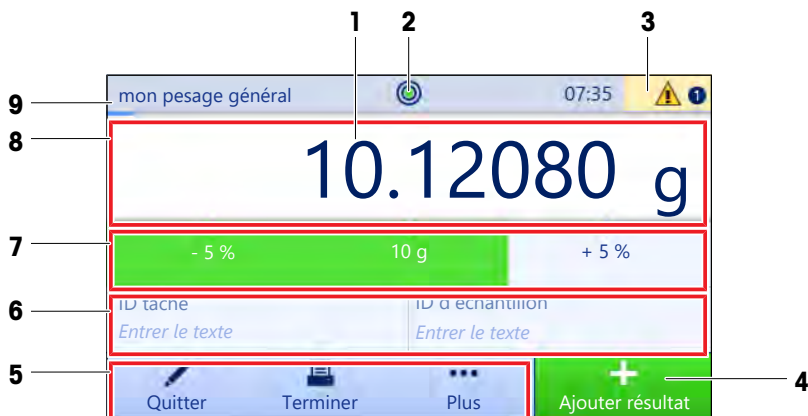 1 2 3
mon pesage général 07:35 1
9
8
10.12080 g
7
- 5 % 10 g + 5 %
6
ID tâche ID d'échantillon
Entrer le texte Entrer le texte
5
4
Quitter Terminer Plus Ajouter résultat